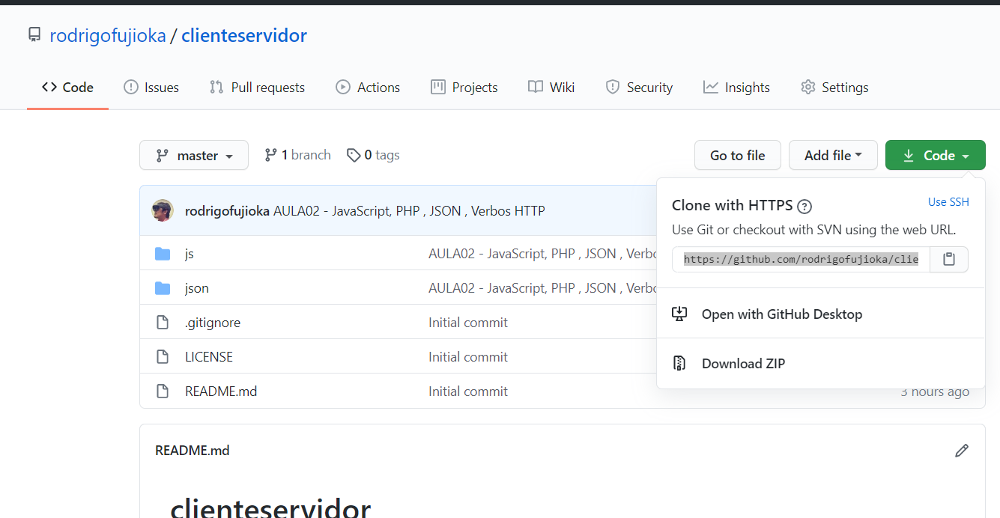 rodrigofujioka / clienteservidor
Code Issues Pull requests Actions Projects Wiki Security Insights Settings
master 1 branch 0 tags Go to file Add file Code
rodrigofujioka AULA02 - JavaScript, PHP , JSON , Verbos HTTP
Clone with HTTPS ? Use SSH
Use Git or checkout with SVN using the web URL.
js AULA02 - JavaScript, PHP , JSON , Verbo
https://github.com/rodrigofujioka/clie
json AULA02 - JavaScript, PHP , JSON , Verbo
.gitignore Initial commit
Open with GitHub Desktop
LICENSE Initial commit
Download ZIP
README.md Initial commit 3 hours ago
README.md
clienteservidor